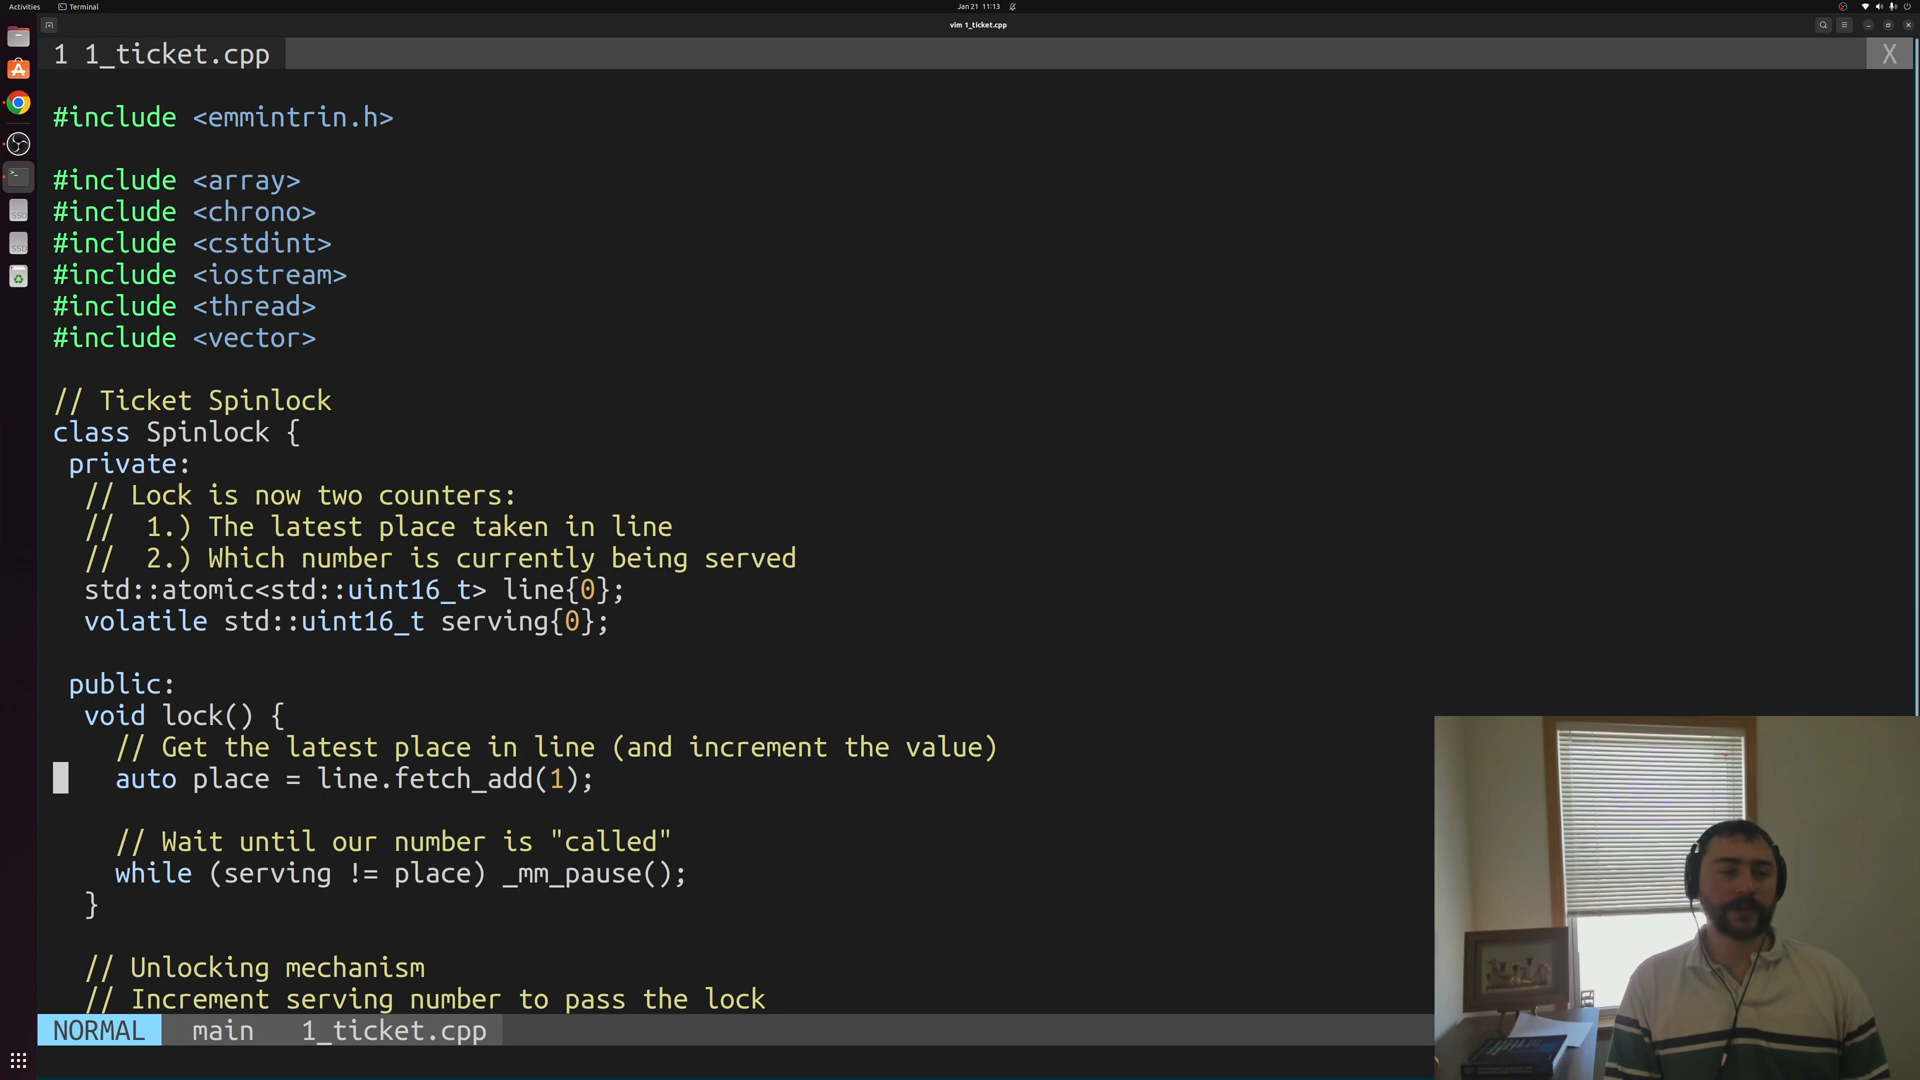 Activities
Terminal
Jan 21 11:13
vim 1_ticket.cpp
1 1_ticket.cpp
X
#include <emmintrin.h>
#include <array>
#include <chrono>
#include <cstdint>
#include <iostream>
#include <thread>
#include <vector>
// Ticket Spinlock
class Spinlock {
private:
// Lock is now two counters:
//  1.) The latest place taken in line
//  2.) Which number is currently being served
std::atomic<std::uint16_t> line{0};
volatile std::uint16_t serving{0};
public:
void lock() {
// Get the latest place in line (and increment the value)
auto place = line.fetch_add(1);
// Wait until our number is "called"
while (serving != place) _mm_pause();
}
// Unlocking mechanism
// Increment serving number to pass the lock
NORMAL main 1_ticket.cpp